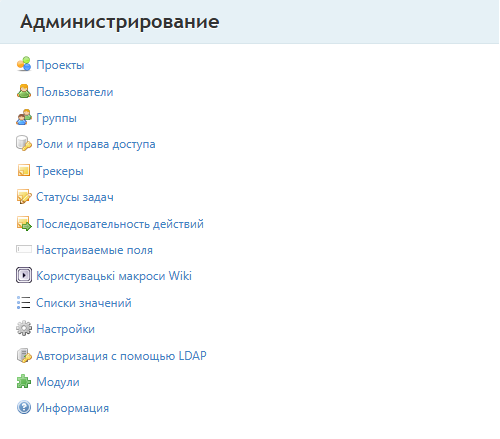 Администрирование
Проекты
Пользователи
Группы
Роли и права доступа
Трекеры
Статусы задач
Последовательность действий
Настраиваемые поля
Користувацькі макроси Wiki
Списки значений
Настройки
Авторизация с помощью LDAP
Модули
Информация